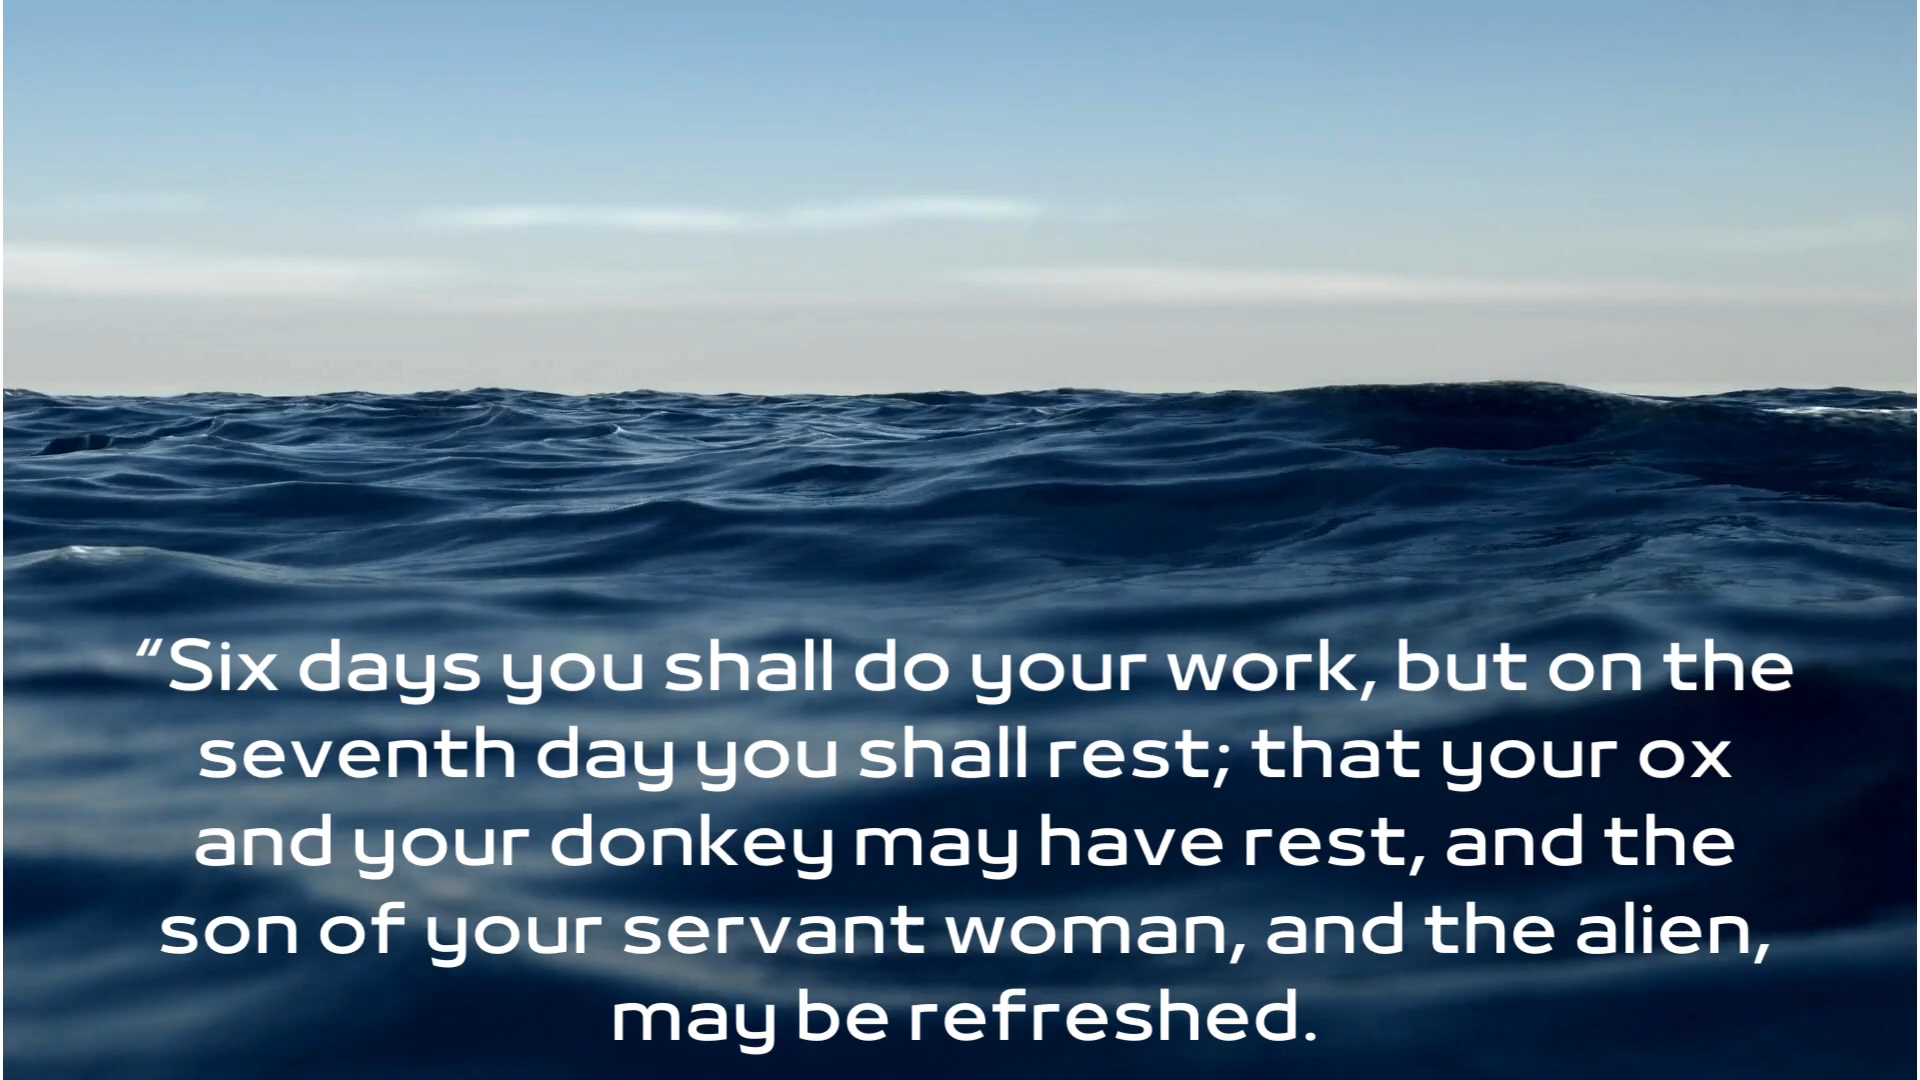 “Six days you shall do your work, but on the
seventh day you shall rest; that your ox
and your donkey may have rest, and the
son of your servant woman, and the alien,
may be refreshed.